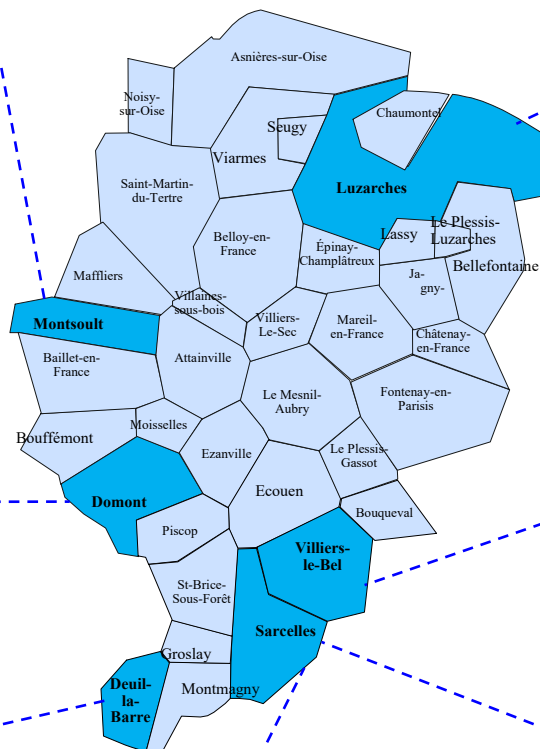 Asnières-sur-Oise
Noisy-
sur-Oise
Chaumontel
Seugy
Viarmes
Saint-Martin-
du-Tertre
Luzarches
Le Plessis-
Luzarches
Lassy
Belloy-en-
France
Épinay-
Champlâtreux
Bellefontaine
Maffliers
Ja-
gny-
Villaines-
sous-bois
Montsoult
Villiers-
Le-Sec
Mareil-
en-France
Châtenay-
en-France
Baillet-en-
France
Attainville
Le Mesnil-
Aubry
Fontenay-en-
Parisis
Moisselles
Bouffémont
Ezanville
Le Plessis-
Gassot
Ecouen
Domont
Bouqueval
Piscop
Villiers-
le-Bel
St-Brice-
Sous-Forêt
Sarcelles
Groslay
Deuil-
la-
Barre
Montmagny